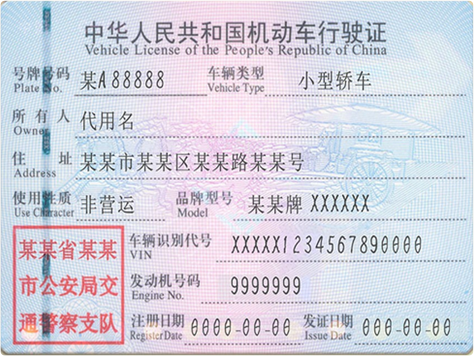 中华人民共和国机动车行驶证
Vehicle License of the People's Republic of China
号牌号码 某A88888 车辆类型 小型轿车
Plate No. Vehicle Type
所有人 代用名
Owner
住址 某某市某某区某某路某某号
Address
使用性质 非营运 品牌型号 某某牌 XXXXXX
Use Character Model
某某省某某
市公安局交
通警察支队
车辆识别代号 XXXXX1234567890000
VIN
发动机号码 9999999
Engine No.
注册日期 0000-00-00 发证日期 0000-00-00
Register Date Issue Date